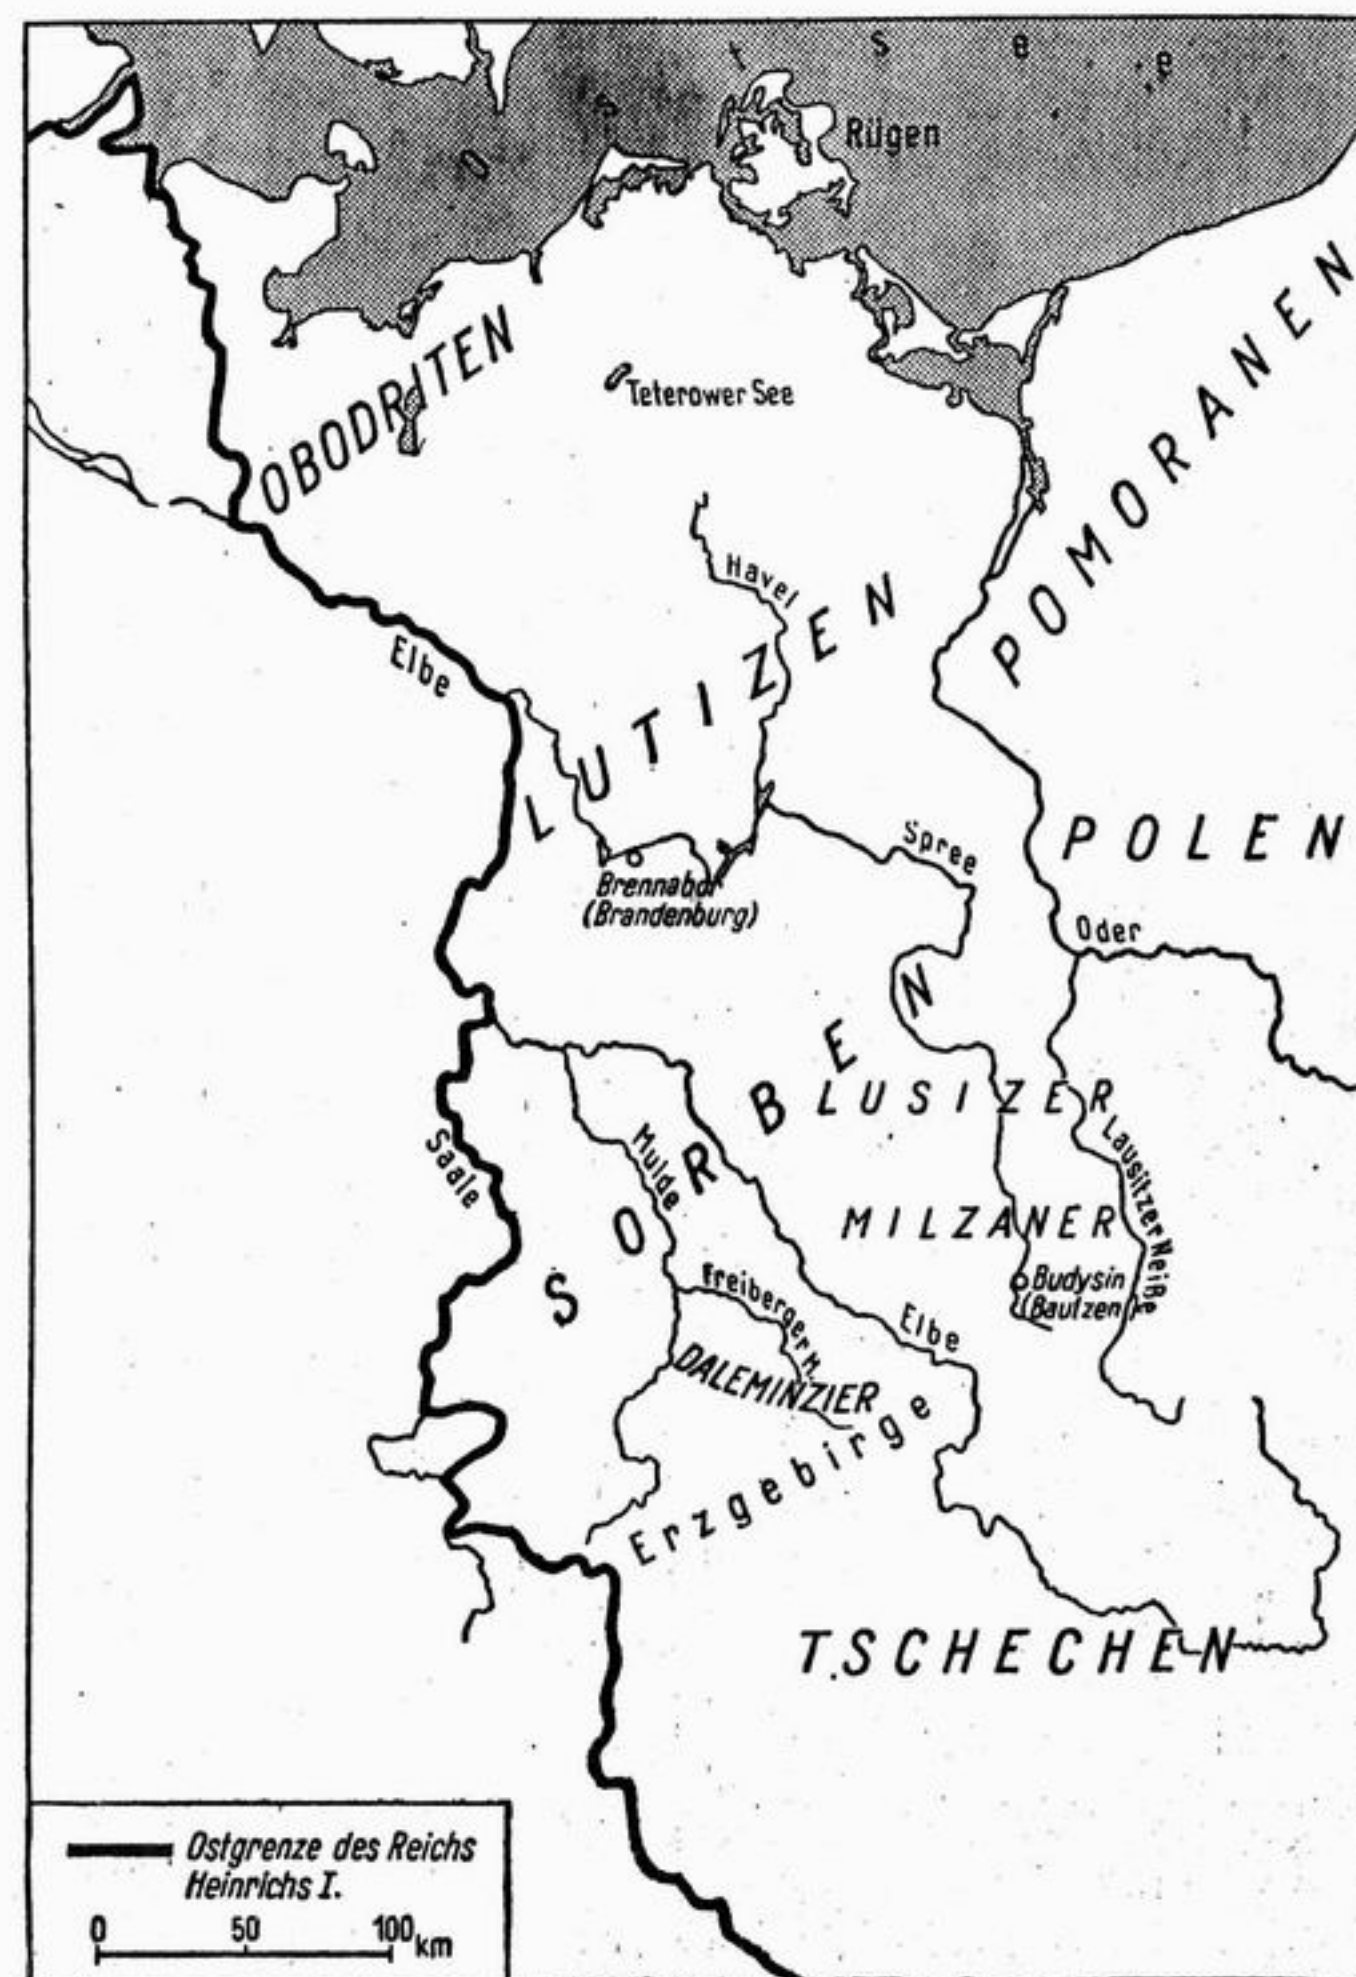 Ostsee
Rügen
OBODRITEN
Teterower See
POMORANEN
Havel
Elbe
LUTIZEN
POLEN
Spree
Brennabor
(Brandenburg)
Oder
SORBEN
LUSIZER
Saale
Mulde
Lausitzer Neiße
MILZANER
Budysin
(Bautzen)
Freiberger M.
Elbe
DALEMINZIER
Erzgebirge
TSCHECHEN
Ostgrenze des Reichs
Heinrichs I.
0 50 100 km